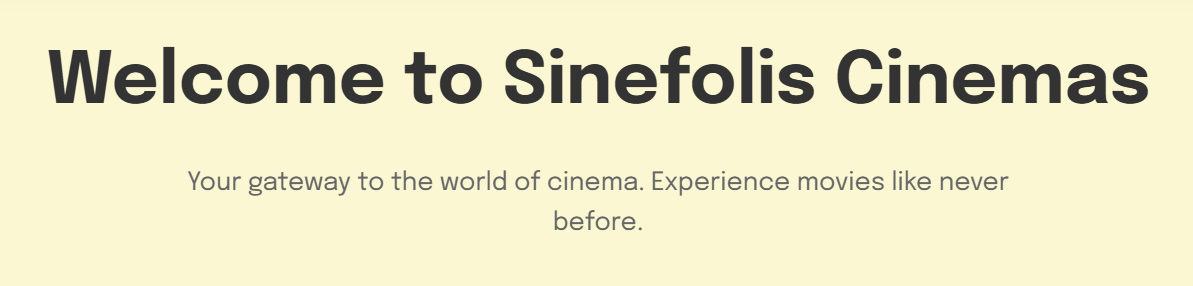 Welcome to Sinefolis Cinemas
Your gateway to the world of cinema. Experience movies like never
before.